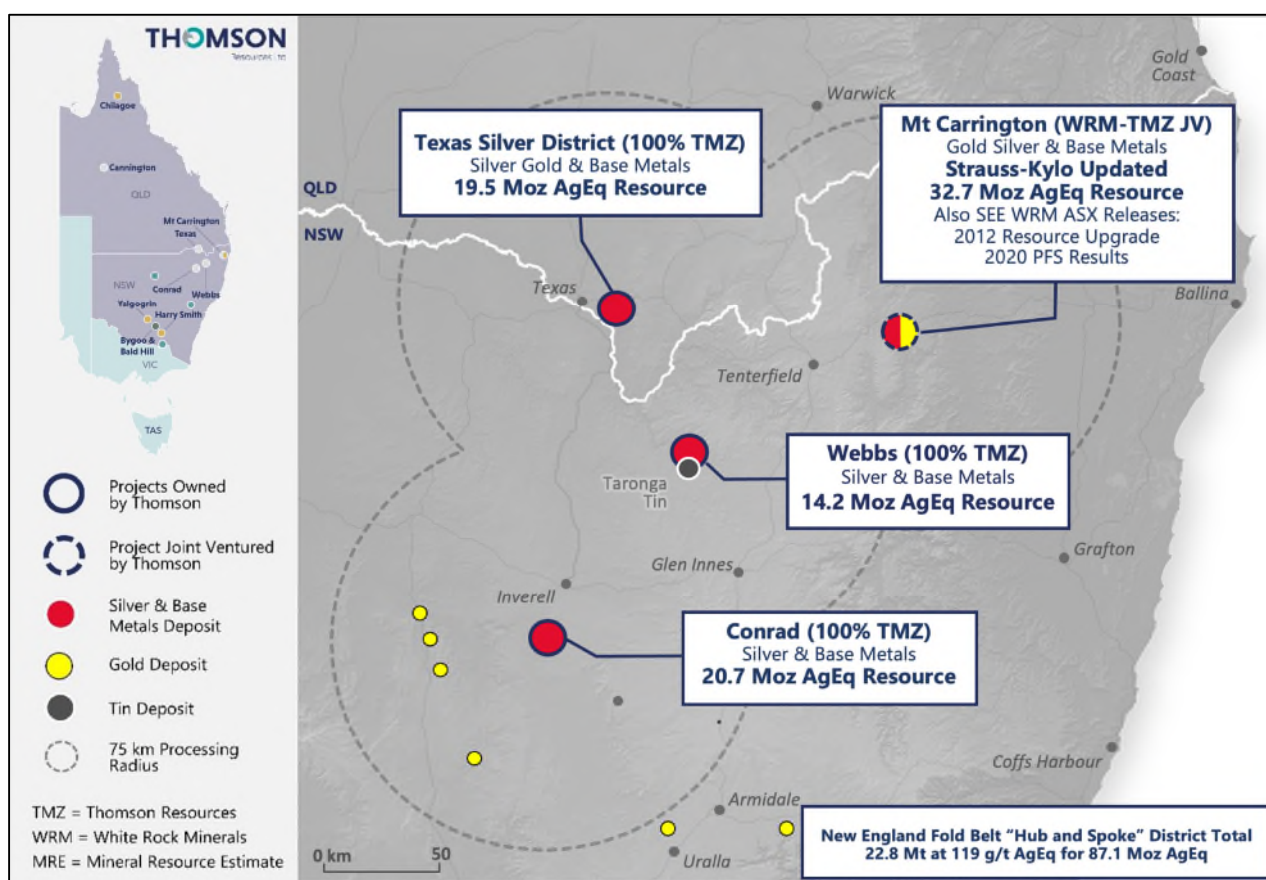 THOMSON
Resources Ltd
Chilagoe
Cannington
QLD
Mt Carrington
Texas
NSW
Conrad
Webbs
Yalgogrin
Harry Smith
Bygoo &
Bald Hill
VIC
TAS
Projects Owned
by Thomson
Project Joint Ventured
by Thomson
Silver & Base
Metals Deposit
Gold Deposit
Tin Deposit
75 km Processing
Radius
TMZ = Thomson Resources
WRM = White Rock Minerals
MRE = Mineral Resource Estimate
Gold
Coast
Warwick
Texas Silver District (100% TMZ)
Silver Gold & Base Metals
19.5 Moz AgEq Resource
Mt Carrington (WRM-TMZ JV)
Gold Silver & Base Metals
Strauss-Kylo Updated
32.7 Moz AgEq Resource
Also SEE WRM ASX Releases:
2012 Resource Upgrade
2020 PFS Results
QLD
NSW
Texas
Ballina
Tenterfield
Webbs (100% TMZ)
Silver & Base Metals
14.2 Moz AgEq Resource
Taronga
Tin
Glen Innes
Grafton
Inverell
Conrad (100% TMZ)
Silver & Base Metals
20.7 Moz AgEq Resource
Coffs Harbour
Armidale
Uralla
0 km
50
New England Fold Belt "Hub and Spoke" District Total
22.8 Mt at 119 g/t AgEq for 87.1 Moz AgEq